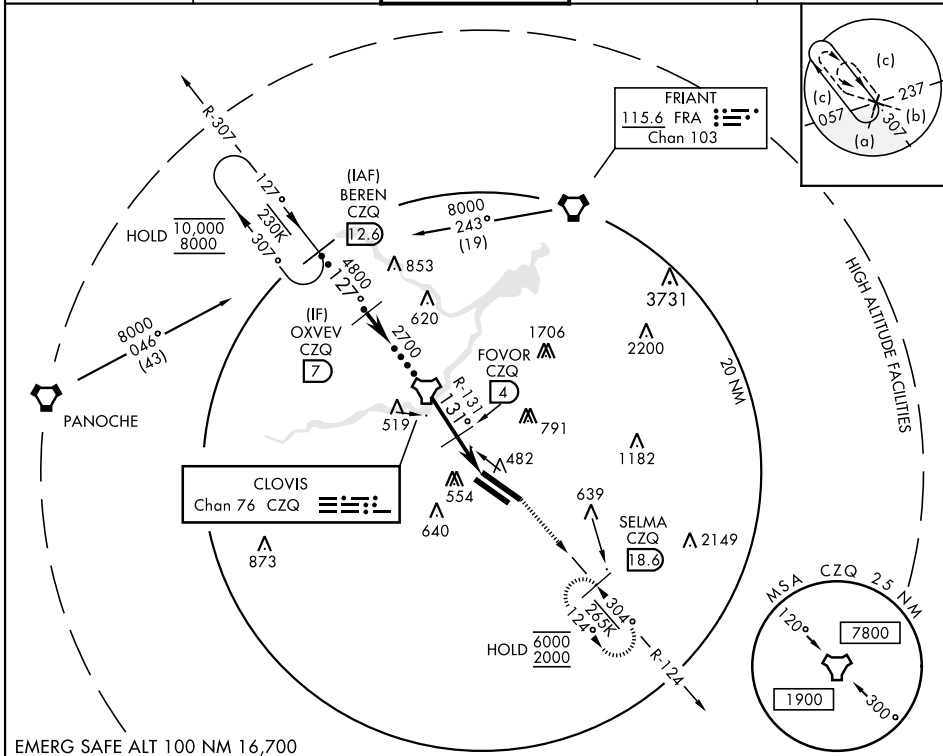 (c)
(c)
237
057
(b)
307
(a)
R-307
FRIANT
115.6 FRA
Chan 103
(IAF)
BEREN
CZQ
12.6
8000
243°
(19)
127°
230K
307°
HOLD 10,000
8000
4800
127°
853
620
3731
2200
20 NM
HIGH ALTITUDE FACILITIES
8000
046°
(43)
(IF)
OXVEV
CZQ
7
2700
1706
FOVOR
CZQ
4
PANOCHE
R-131
131°
519
791
482
1182
CLOVIS
Chan 76 CZQ
554
640
639
SELMA
CZQ
18.6
2149
873
304°
265K
124°
HOLD 6000
2000
R-124
MSA CZQ 25 NM
120°
7800
1900
300°
EMERG SAFE ALT 100 NM 16,700